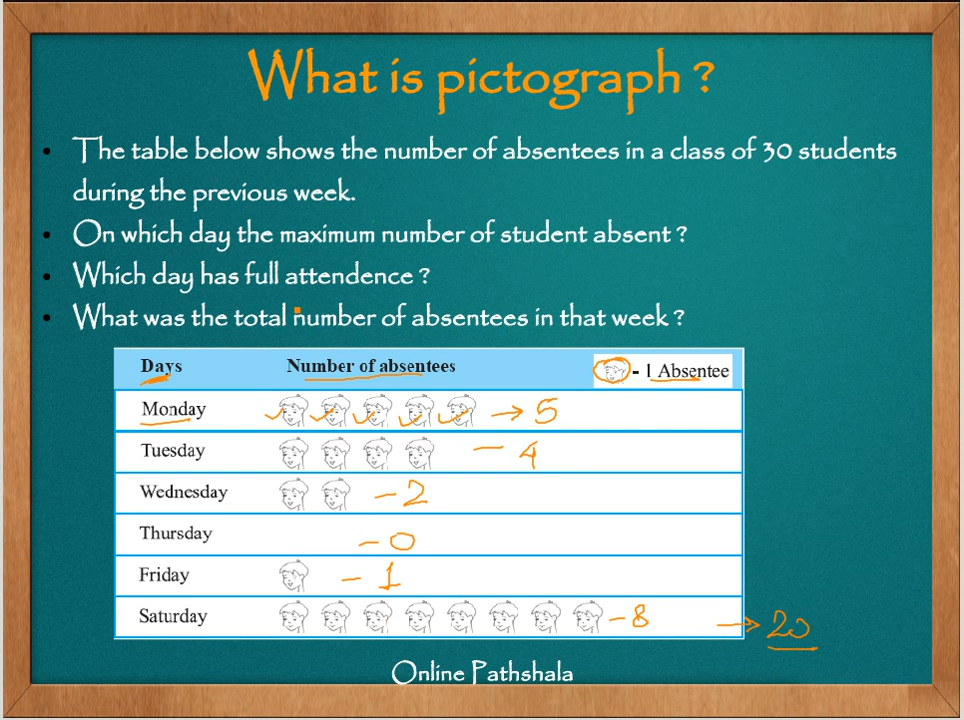 What is pictograph ?
• The table below shows the number of absentees in a class of 30 students
during the previous week.
• On which day the maximum number of student absent ?
• Which day has full attendence ?
• What was the total number of absentees in that week ?
Days Number of absentees - 1 Absentee
Monday → 5
Tuesday - 4
Wednesday - 2
Thursday - 0
Friday - 1
Saturday - 8 → 20
Online Pathshala